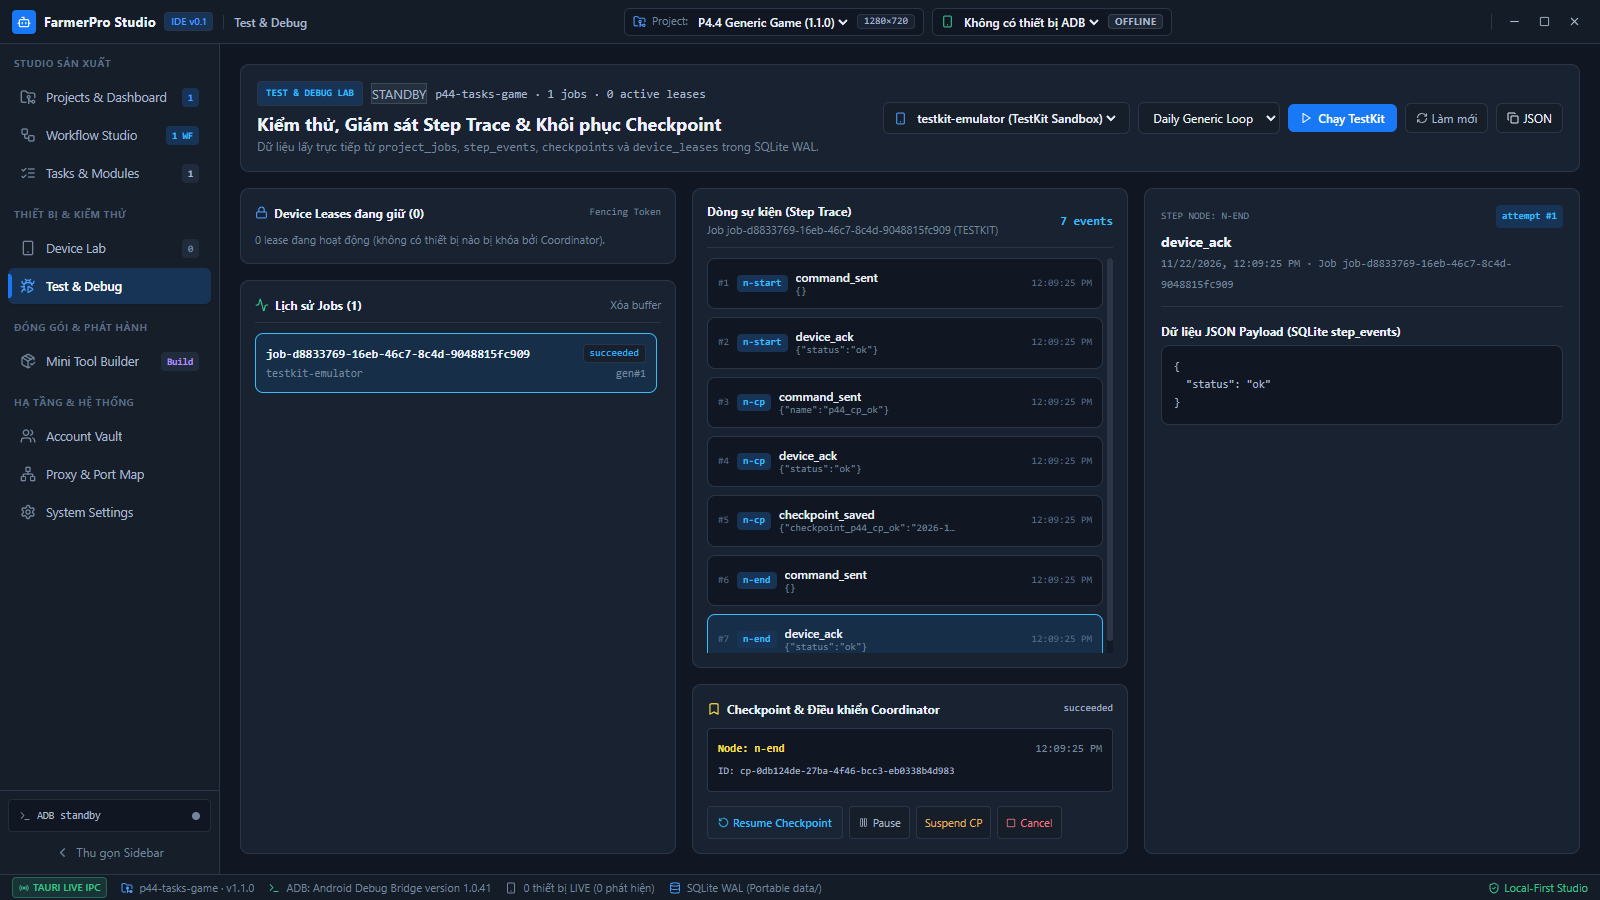 FarmerPro Studio IDE v0.1 Test & Debug
Project: P4.4 Generic Game (1.1.0) 1280×720
Không có thiết bị ADB OFFLINE
STUDIO SẢN XUẤT
Projects & Dashboard 1
Workflow Studio 1 WF
Tasks & Modules 1
THIẾT BỊ & KIỂM THỬ
Device Lab 0
Test & Debug
ĐÓNG GÓI & PHÁT HÀNH
Mini Tool Builder Build
HẠ TẦNG & HỆ THỐNG
Account Vault
Proxy & Port Map
System Settings
ADB standby
Thu gọn Sidebar
TEST & DEBUG LAB STANDBY p44-tasks-game · 1 jobs · 0 active leases
Kiểm thử, Giám sát Step Trace & Khôi phục Checkpoint
Dữ liệu lấy trực tiếp từ project_jobs, step_events, checkpoints và device_leases trong SQLite WAL.
testkit-emulator (TestKit Sandbox)
Daily Generic Loop
Chạy TestKit
Làm mới
JSON
Device Leases đang giữ (0) Fencing Token
0 lease đang hoạt động (không có thiết bị nào bị khóa bởi Coordinator).
Lịch sử Jobs (1) Xóa buffer
job-d8833769-16eb-46c7-8c4d-9048815fc909 succeeded
testkit-emulator gen#1
Dòng sự kiện (Step Trace) 7 events
Job job-d8833769-16eb-46c7-8c4d-9048815fc909 (TESTKIT)
#1 n-start command_sent 12:09:25 PM
{}
#2 n-start device_ack 12:09:25 PM
{"status":"ok"}
#3 n-cp command_sent 12:09:25 PM
{"name":"p44_cp_ok"}
#4 n-cp device_ack 12:09:25 PM
{"status":"ok"}
#5 n-cp checkpoint_saved 12:09:25 PM
{"checkpoint_p44_cp_ok":"2026-1…
#6 n-end command_sent 12:09:25 PM
{}
#7 n-end device_ack 12:09:25 PM
{"status":"ok"}
Checkpoint & Điều khiển Coordinator succeeded
Node: n-end 12:09:25 PM
ID: cp-0db124de-27ba-4f46-bcc3-eb0338b4d983
Resume Checkpoint
Pause
Suspend CP
Cancel
STEP NODE: N-END attempt #1
device_ack
11/22/2026, 12:09:25 PM · Job job-d8833769-16eb-46c7-8c4d-
9048815fc909
Dữ liệu JSON Payload (SQLite step_events)
{
"status": "ok"
}
TAURI LIVE IPC p44-tasks-game · v1.1.0 ADB: Android Debug Bridge version 1.0.41 0 thiết bị LIVE (0 phát hiện) SQLite WAL (Portable data/) Local-First Studio